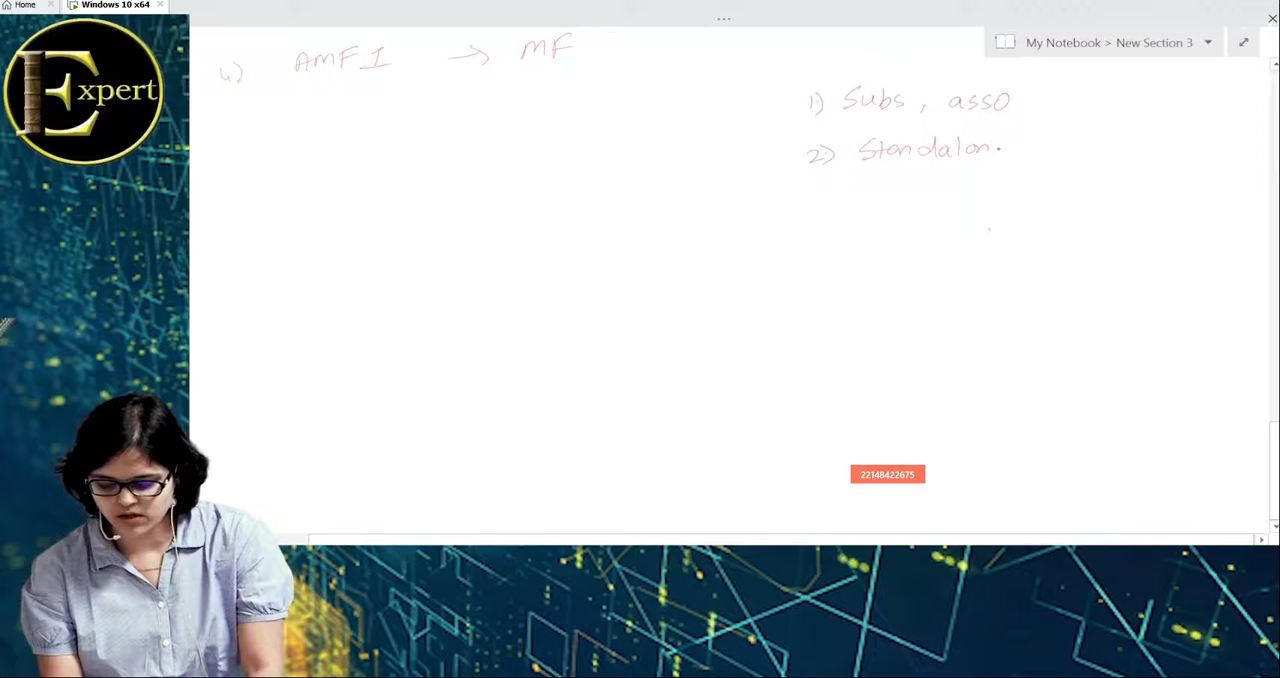 Home
Windows 10 x64
Expert
My Notebook > New Section 3
4) AMFI → MF
1) Subs, asso
2) Standalon.
22148422675